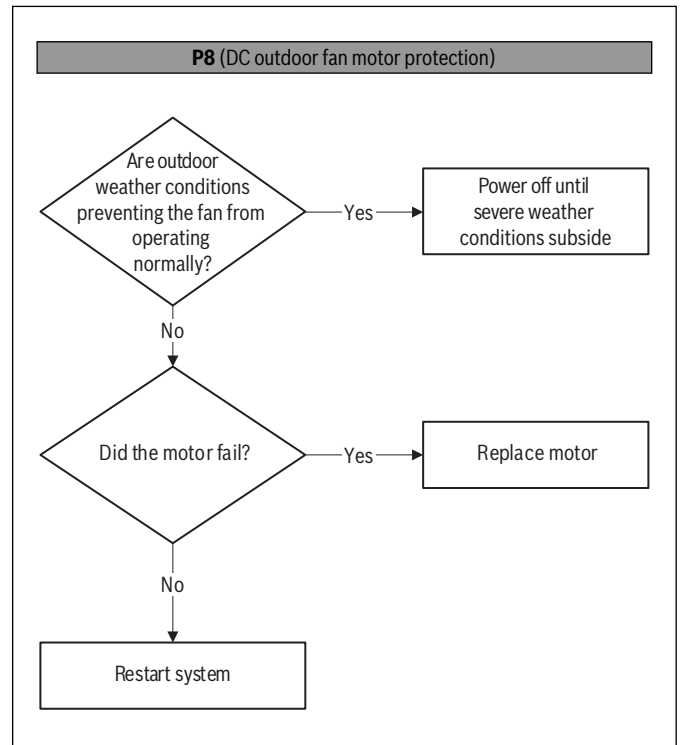 P8 (DC outdoor fan motor protection)
Are outdoor
weather conditions
preventing the fan from
operating
normally?
Yes
Power off until
severe weather
conditions subside
No
Did the motor fail?
Yes
Replace motor
No
Restart system